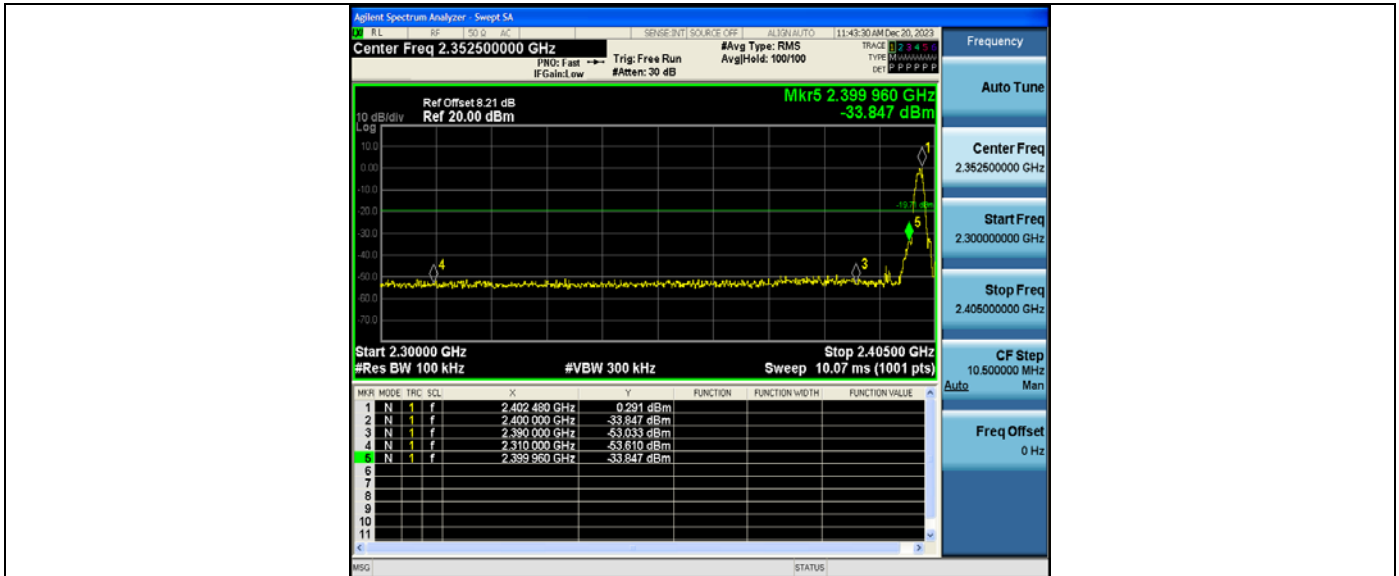 Agilent Spectrum Analyzer - Swept SA
RL RF 50 Ω AC SENSE:INT SOURCE OFF ALIGN AUTO 11:43:30 AM Dec 20, 2023
Center Freq 2.352500000 GHz
PNO: Fast
IFGain:Low
Trig: Free Run
#Atten: 30 dB
#Avg Type: RMS
Avg|Hold: 100/100
TRACE 1 2 3 4 5 6
TYPE M
DET P P P P P P
Mkr5 2.399 960 GHz
-33.847 dBm
Ref Offset 8.21 dB
10 dB/div Ref 20.00 dBm
Log
10.0
0.00
-10.0
-20.0
-30.0
-40.0
-50.0
-60.0
-70.0
1
-19.71 dBm
5
3
4
Start 2.30000 GHz Stop 2.40500 GHz
#Res BW 100 kHz #VBW 300 kHz Sweep 10.07 ms (1001 pts)
MKR MODE TRC SCL X Y FUNCTION FUNCTION WIDTH FUNCTION VALUE
1 N 1 f 2.402 480 GHz 0.291 dBm
2 N 1 f 2.400 000 GHz -33.847 dBm
3 N 1 f 2.390 000 GHz -53.033 dBm
4 N 1 f 2.310 000 GHz -53.610 dBm
5 N 1 f 2.399 960 GHz -33.847 dBm
6
7
8
9
10
11
MSG STATUS
Frequency
Auto Tune
Center Freq
2.352500000 GHz
Start Freq
2.300000000 GHz
Stop Freq
2.405000000 GHz
CF Step
10.500000 MHz
Auto Man
Freq Offset
0 Hz